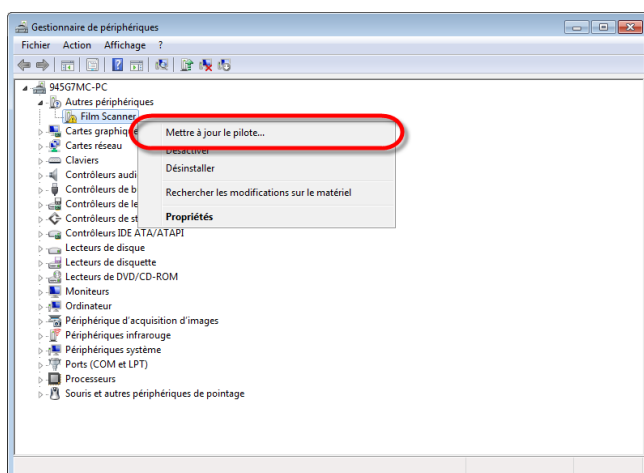 Gestionnaire de périphériques
Fichier Action Affichage ?
945G7MC-PC
Autres périphériques
Film Scanner
Cartes graphique
Mettre à jour le pilote...
Cartes réseau
Désactiver
Claviers
Contrôleurs audi
Désinstaller
Contrôleurs de b
Rechercher les modifications sur le matériel
Contrôleurs de le
Contrôleurs de st
Propriétés
Contrôleurs IDE ATA/ATAPI
Lecteurs de disque
Lecteurs de disquette
Lecteurs de DVD/CD-ROM
Moniteurs
Ordinateur
Périphérique d'acquisition d'images
Périphériques infrarouge
Périphériques système
Ports (COM et LPT)
Processeurs
Souris et autres périphériques de pointage